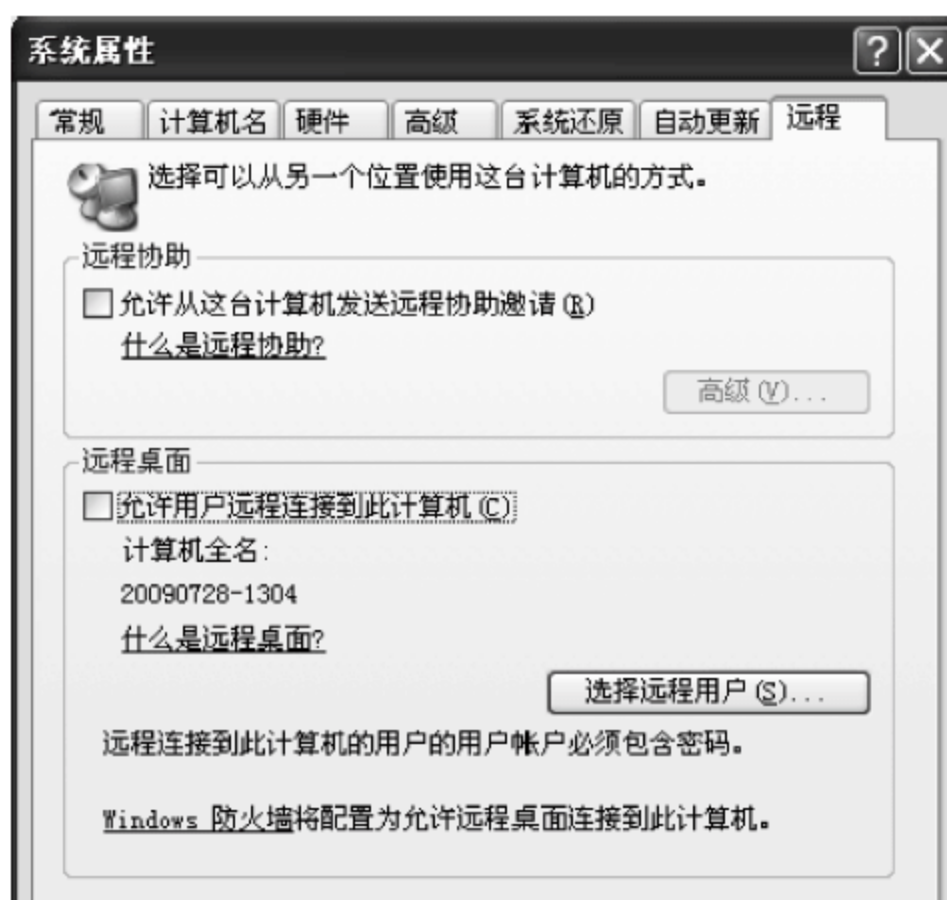 系统属性
常规 计算机名 硬件 高级 系统还原 自动更新 远程
选择可以从另一个位置使用这台计算机的方式。
远程协助
允许从这台计算机发送远程协助邀请(R)
什么是远程协助?
高级(V)...
远程桌面
允许用户远程连接到此计算机(C)
计算机全名:
20090728-1304
什么是远程桌面?
选择远程用户(S)...
远程连接到此计算机的用户的用户帐户必须包含密码。
Windows 防火墙将配置为允许远程桌面连接到此计算机。